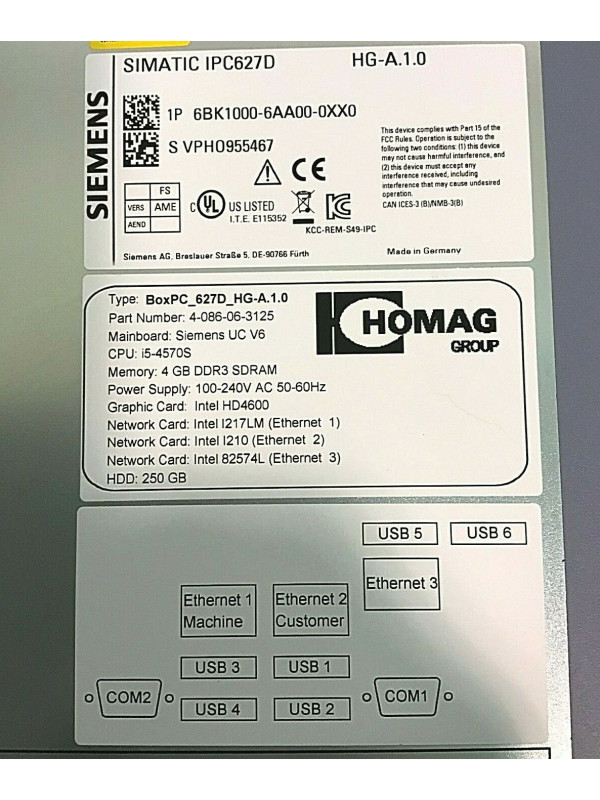 SIEMENS
SIMATIC IPC627D HG-A.1.0
1P 6BK1000-6AA00-0XX0
S VPHO955467
This device complies with Part 15 of the
FCC Rules. Operation is subject to the
following two conditions: (1) this device
may not cause harmful interference, and
(2) this device must accept any
interference received, including
interference that may cause undesired
operation.
CAN ICES-3 (B)/NMB-3(B)
CE
FS
VERS AME
AEND
C UL US LISTED
I.T.E. E115352
KCC-REM-S49-IPC
Siemens AG, Breslauer Straße 5, DE-90766 Fürth
Made in Germany
HOMAG
GROUP
Type: BoxPC_627D_HG-A.1.0
Part Number: 4-086-06-3125
Mainboard: Siemens UC V6
CPU: i5-4570S
Memory: 4 GB DDR3 SDRAM
Power Supply: 100-240V AC 50-60Hz
Graphic Card: Intel HD4600
Network Card: Intel I217LM (Ethernet 1)
Network Card: Intel I210 (Ethernet 2)
Network Card: Intel 82574L (Ethernet 3)
HDD: 250 GB
USB 5 USB 6
Ethernet 3
Ethernet 1
Machine
Ethernet 2
Customer
USB 3 USB 1
COM2 COM1
USB 4 USB 2